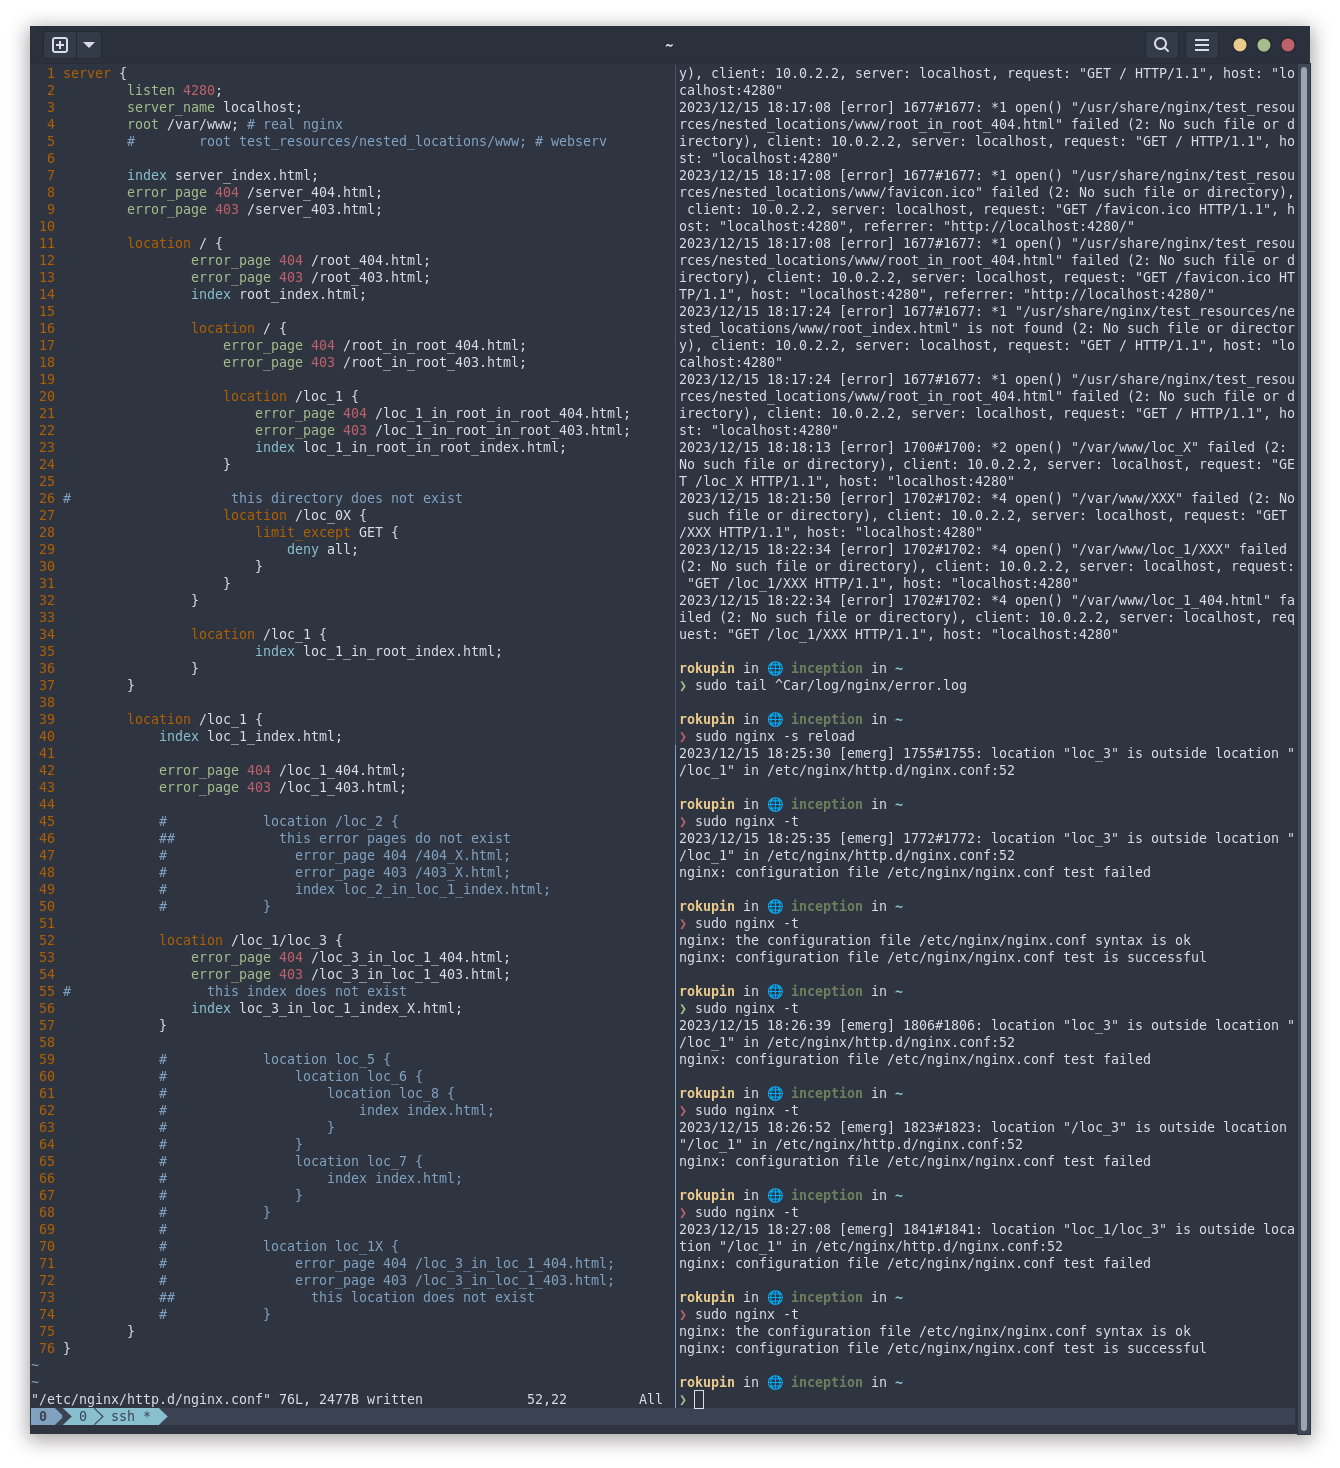 ~
1 server {
2         listen 4280;
3         server_name localhost;
4         root /var/www; # real nginx
5         #        root test_resources/nested_locations/www; # webserv
6
7         index server_index.html;
8         error_page 404 /server_404.html;
9         error_page 403 /server_403.html;
10
11         location / {
12                 error_page 404 /root_404.html;
13                 error_page 403 /root_403.html;
14                 index root_index.html;
15
16                 location / {
17                     error_page 404 /root_in_root_404.html;
18                     error_page 403 /root_in_root_403.html;
19
20                     location /loc_1 {
21                         error_page 404 /loc_1_in_root_in_root_404.html;
22                         error_page 403 /loc_1_in_root_in_root_403.html;
23                         index loc_1_in_root_in_root_index.html;
24                     }
25
26 #                    this directory does not exist
27                     location /loc_0X {
28                         limit_except GET {
29                             deny all;
30                         }
31                     }
32                 }
33
34                 location /loc_1 {
35                         index loc_1_in_root_index.html;
36                 }
37         }
38
39         location /loc_1 {
40             index loc_1_index.html;
41
42             error_page 404 /loc_1_404.html;
43             error_page 403 /loc_1_403.html;
44
45             #            location /loc_2 {
46             ##             this error pages do not exist
47             #                error_page 404 /404_X.html;
48             #                error_page 403 /403_X.html;
49             #                index loc_2_in_loc_1_index.html;
50             #            }
51
52             location /loc_1/loc_3 {
53                 error_page 404 /loc_3_in_loc_1_404.html;
54                 error_page 403 /loc_3_in_loc_1_403.html;
55 #                 this index does not exist
56                 index loc_3_in_loc_1_index_X.html;
57             }
58
59             #            location loc_5 {
60             #                location loc_6 {
61             #                    location loc_8 {
62             #                        index index.html;
63             #                    }
64             #                }
65             #                location loc_7 {
66             #                    index index.html;
67             #                }
68             #            }
69             #
70             #            location loc_1X {
71             #                error_page 404 /loc_3_in_loc_1_404.html;
72             #                error_page 403 /loc_3_in_loc_1_403.html;
73             ##                 this location does not exist
74             #            }
75         }
76 }
~
~
"/etc/nginx/http.d/nginx.conf" 76L, 2477B written             52,22         All
y), client: 10.0.2.2, server: localhost, request: "GET / HTTP/1.1", host: "lo
calhost:4280"
2023/12/15 18:17:08 [error] 1677#1677: *1 open() "/usr/share/nginx/test_resou
rces/nested_locations/www/root_in_root_404.html" failed (2: No such file or d
irectory), client: 10.0.2.2, server: localhost, request: "GET / HTTP/1.1", ho
st: "localhost:4280"
2023/12/15 18:17:08 [error] 1677#1677: *1 open() "/usr/share/nginx/test_resou
rces/nested_locations/www/favicon.ico" failed (2: No such file or directory),
 client: 10.0.2.2, server: localhost, request: "GET /favicon.ico HTTP/1.1", h
ost: "localhost:4280", referrer: "http://localhost:4280/"
2023/12/15 18:17:08 [error] 1677#1677: *1 open() "/usr/share/nginx/test_resou
rces/nested_locations/www/root_in_root_404.html" failed (2: No such file or d
irectory), client: 10.0.2.2, server: localhost, request: "GET /favicon.ico HT
TP/1.1", host: "localhost:4280", referrer: "http://localhost:4280/"
2023/12/15 18:17:24 [error] 1677#1677: *1 "/usr/share/nginx/test_resources/ne
sted_locations/www/root_index.html" is not found (2: No such file or director
y), client: 10.0.2.2, server: localhost, request: "GET / HTTP/1.1", host: "lo
calhost:4280"
2023/12/15 18:17:24 [error] 1677#1677: *1 open() "/usr/share/nginx/test_resou
rces/nested_locations/www/root_in_root_404.html" failed (2: No such file or d
irectory), client: 10.0.2.2, server: localhost, request: "GET / HTTP/1.1", ho
st: "localhost:4280"
2023/12/15 18:18:13 [error] 1700#1700: *2 open() "/var/www/loc_X" failed (2:
No such file or directory), client: 10.0.2.2, server: localhost, request: "GE
T /loc_X HTTP/1.1", host: "localhost:4280"
2023/12/15 18:21:50 [error] 1702#1702: *4 open() "/var/www/XXX" failed (2: No
 such file or directory), client: 10.0.2.2, server: localhost, request: "GET
/XXX HTTP/1.1", host: "localhost:4280"
2023/12/15 18:22:34 [error] 1702#1702: *4 open() "/var/www/loc_1/XXX" failed
(2: No such file or directory), client: 10.0.2.2, server: localhost, request:
 "GET /loc_1/XXX HTTP/1.1", host: "localhost:4280"
2023/12/15 18:22:34 [error] 1702#1702: *4 open() "/var/www/loc_1_404.html" fa
iled (2: No such file or directory), client: 10.0.2.2, server: localhost, req
uest: "GET /loc_1/XXX HTTP/1.1", host: "localhost:4280"

rokupin in 🌐 inception in ~
❯ sudo tail ^Car/log/nginx/error.log

rokupin in 🌐 inception in ~
❯ sudo nginx -s reload
2023/12/15 18:25:30 [emerg] 1755#1755: location "loc_3" is outside location "
/loc_1" in /etc/nginx/http.d/nginx.conf:52

rokupin in 🌐 inception in ~
❯ sudo nginx -t
2023/12/15 18:25:35 [emerg] 1772#1772: location "loc_3" is outside location "
/loc_1" in /etc/nginx/http.d/nginx.conf:52
nginx: configuration file /etc/nginx/nginx.conf test failed

rokupin in 🌐 inception in ~
❯ sudo nginx -t
nginx: the configuration file /etc/nginx/nginx.conf syntax is ok
nginx: configuration file /etc/nginx/nginx.conf test is successful

rokupin in 🌐 inception in ~
❯ sudo nginx -t
2023/12/15 18:26:39 [emerg] 1806#1806: location "loc_3" is outside location "
/loc_1" in /etc/nginx/http.d/nginx.conf:52
nginx: configuration file /etc/nginx/nginx.conf test failed

rokupin in 🌐 inception in ~
❯ sudo nginx -t
2023/12/15 18:26:52 [emerg] 1823#1823: location "/loc_3" is outside location
"/loc_1" in /etc/nginx/http.d/nginx.conf:52
nginx: configuration file /etc/nginx/nginx.conf test failed

rokupin in 🌐 inception in ~
❯ sudo nginx -t
2023/12/15 18:27:08 [emerg] 1841#1841: location "loc_1/loc_3" is outside loca
tion "/loc_1" in /etc/nginx/http.d/nginx.conf:52
nginx: configuration file /etc/nginx/nginx.conf test failed

rokupin in 🌐 inception in ~
❯ sudo nginx -t
nginx: the configuration file /etc/nginx/nginx.conf syntax is ok
nginx: configuration file /etc/nginx/nginx.conf test is successful

rokupin in 🌐 inception in ~
❯
0 0 ssh *